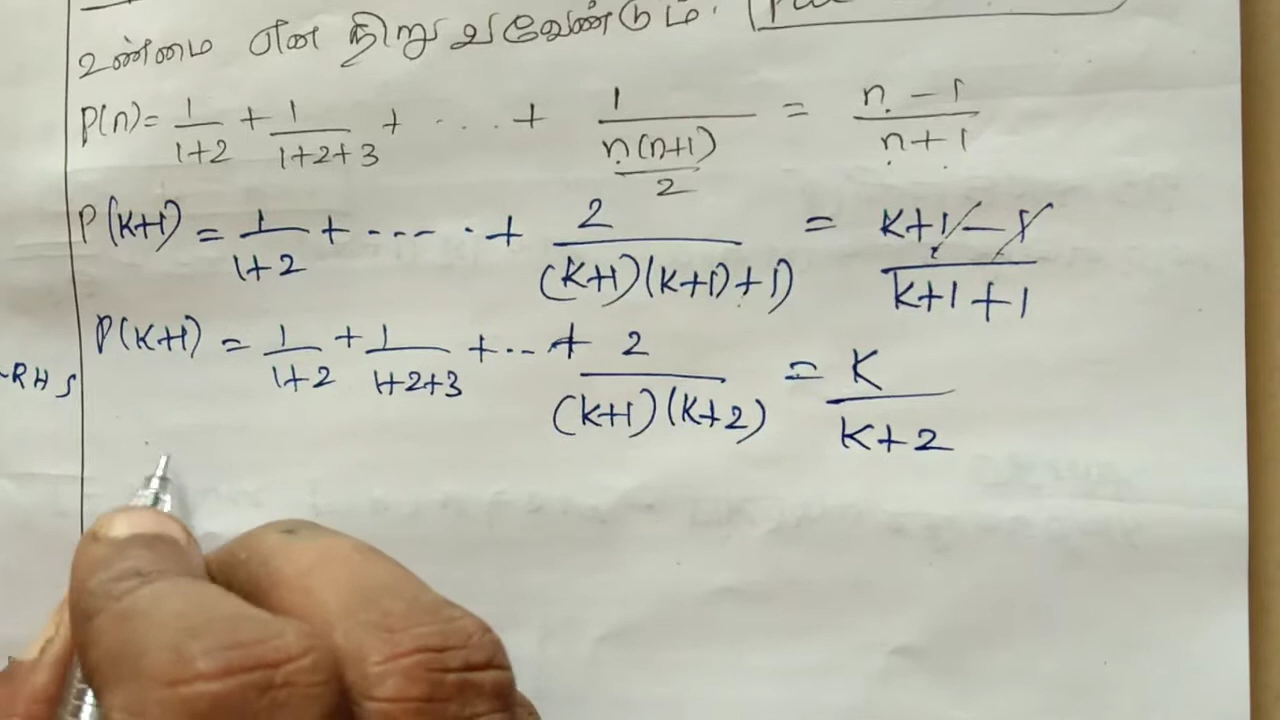 உண்மை என நிறுவவேண்டும்.
P(n) = 1/(1+2) + 1/(1+2+3) + .... + 1/(n(n+1)/2) = (n-1)/(n+1)
P(k+1) = 1/(1+2) + ----.+ 2/((k+1)(k+1)+1) = (k+1-1)/(k+1+1)
P(k+1) = 1/(1+2) + 1/(1+2+3) +...+ 2/((k+1)(k+2)) = k/(k+2)
RHS